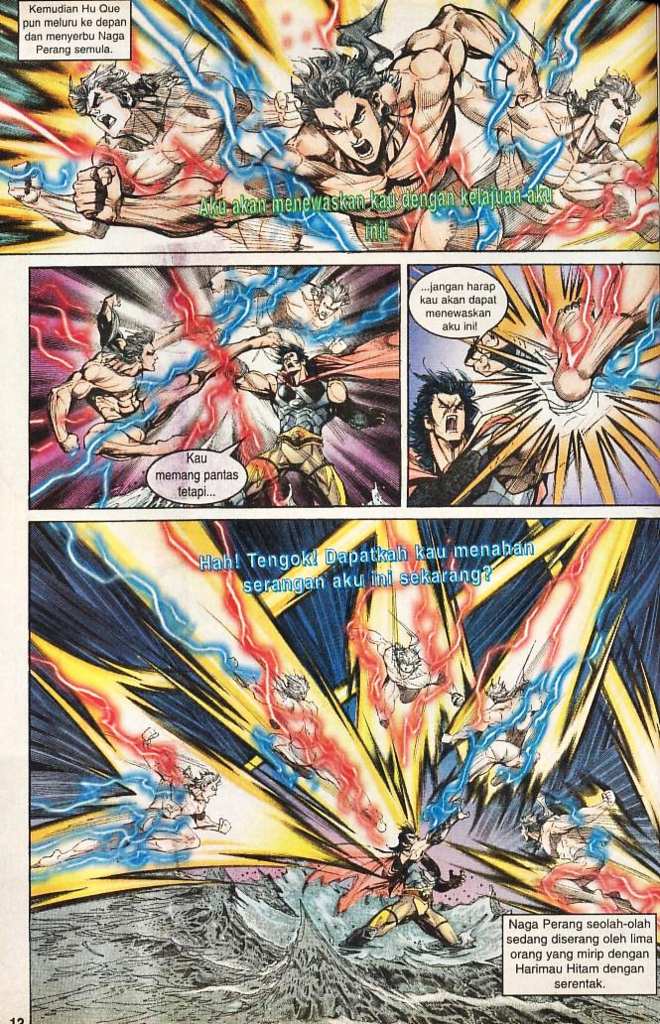 Kemudian Hu Que
pun meluru ke depan
dan menyerbu Naga
Perang semula.
Aku akan menewaskan kau dengan kelajuan aku
ini!
Kau
memang pantas
tetapi...
...jangan harap
kau akan dapat
menewaskan
aku ini!
Hah! Tengok! Dapatkah kau menahan
serangan aku ini sekarang?
Naga Perang seolah-olah
sedang diserang oleh lima
orang yang mirip dengan
Harimau Hitam dengan
serentak.
12